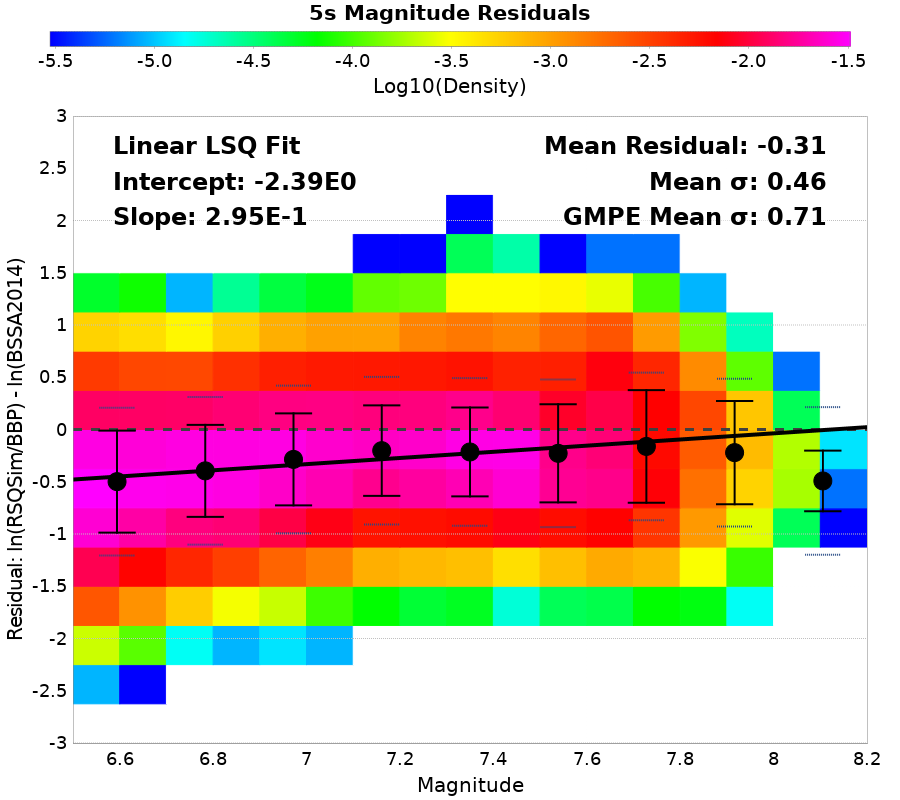 5s Magnitude Residuals
-5.5 -5.0 -4.5 -4.0 -3.5 -3.0 -2.5 -2.0 -1.5
Log10(Density)
Linear LSQ Fit
Intercept: -2.39E0
Slope: 2.95E-1
Mean Residual: -0.31
Mean σ: 0.46
GMPE Mean σ: 0.71
Residual: ln(RSQSim/BBP) - ln(BSSA2014)
3
2.5
2
1.5
1
0.5
0
-0.5
-1
-1.5
-2
-2.5
-3
6.6 6.8 7 7.2 7.4 7.6 7.8 8 8.2
Magnitude